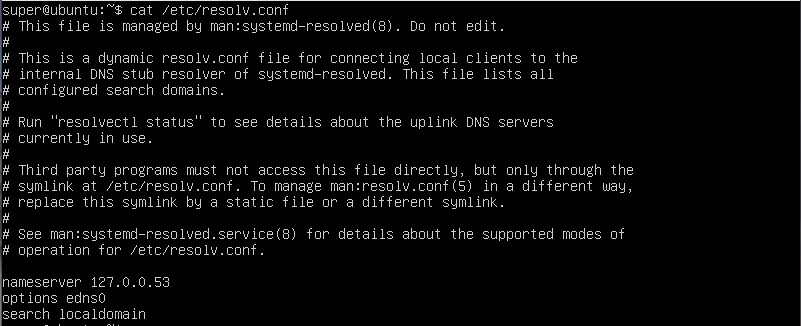 super@ubuntu:~$ cat /etc/resolv.conf
# This file is managed by man:systemd-resolved(8). Do not edit.
#
# This is a dynamic resolv.conf file for connecting local clients to the
# internal DNS stub resolver of systemd-resolved. This file lists all
# configured search domains.
#
# Run "resolvectl status" to see details about the uplink DNS servers
# currently in use.
#
# Third party programs must not access this file directly, but only through the
# symlink at /etc/resolv.conf. To manage man:resolv.conf(5) in a different way,
# replace this symlink by a static file or a different symlink.
#
# See man:systemd-resolved.service(8) for details about the supported modes of
# operation for /etc/resolv.conf.

nameserver 127.0.0.53
options edns0
search localdomain